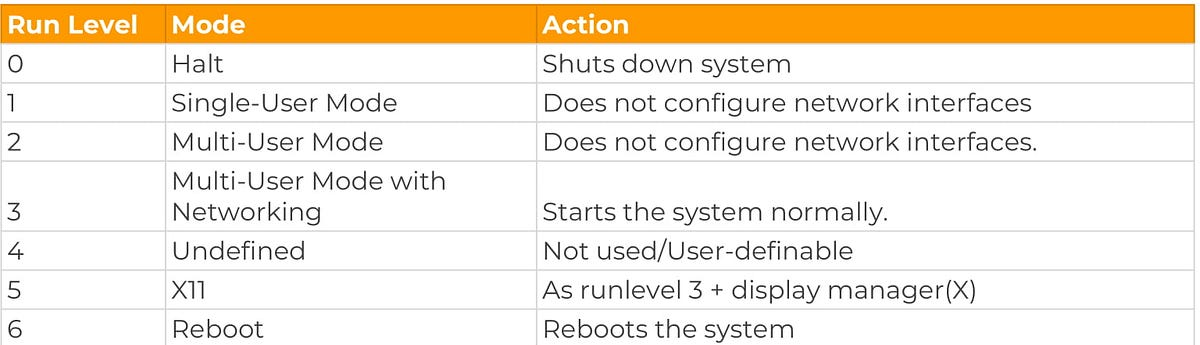 Run Level Mode Action
0 Halt Shuts down system
1 Single-User Mode Does not configure network interfaces
2 Multi-User Mode Does not configure network interfaces.
Multi-User Mode with
3 Networking Starts the system normally.
4 Undefined Not used/User-definable
5 X11 As runlevel 3 + display manager(X)
6 Reboot Reboots the system